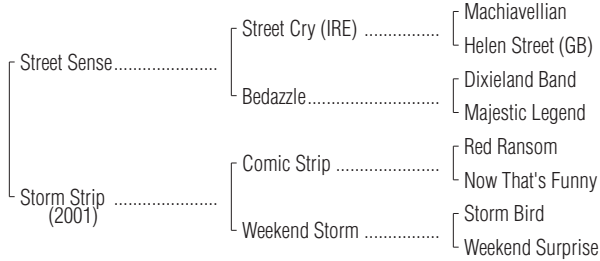 Machiavellian
Street Cry (IRE) ................
Helen Street (GB)
Street Sense......................
Dixieland Band
Bedazzle............................
Majestic Legend
Red Ransom
Comic Strip ......................
Now That's Funny
Storm Strip ......................
(2001)
Storm Bird
Weekend Storm ................
Weekend Surprise